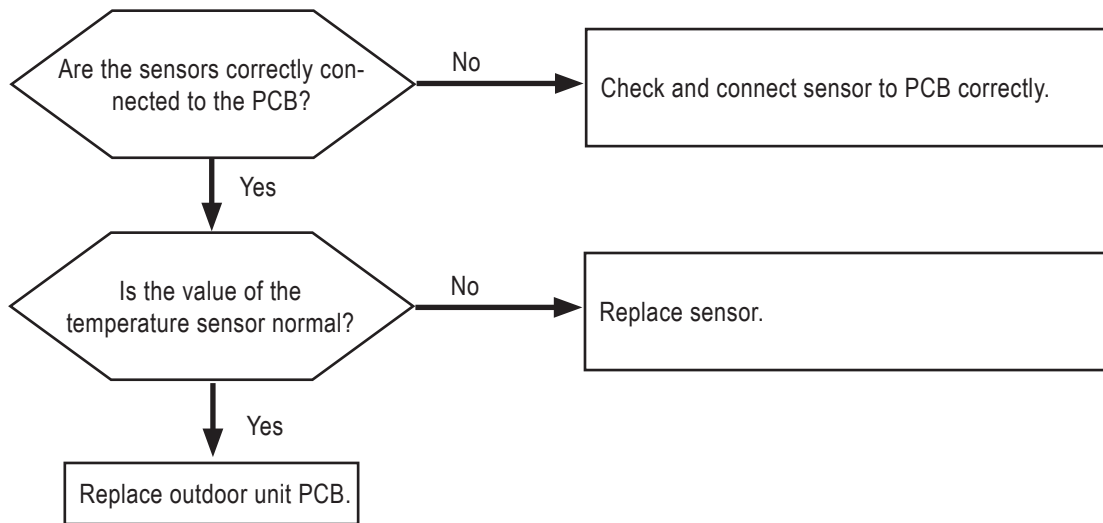 Are the sensors correctly con-
nected to the PCB?
No
Check and connect sensor to PCB correctly.
Yes
Is the value of the
temperature sensor normal?
No
Replace sensor.
Yes
Replace outdoor unit PCB.